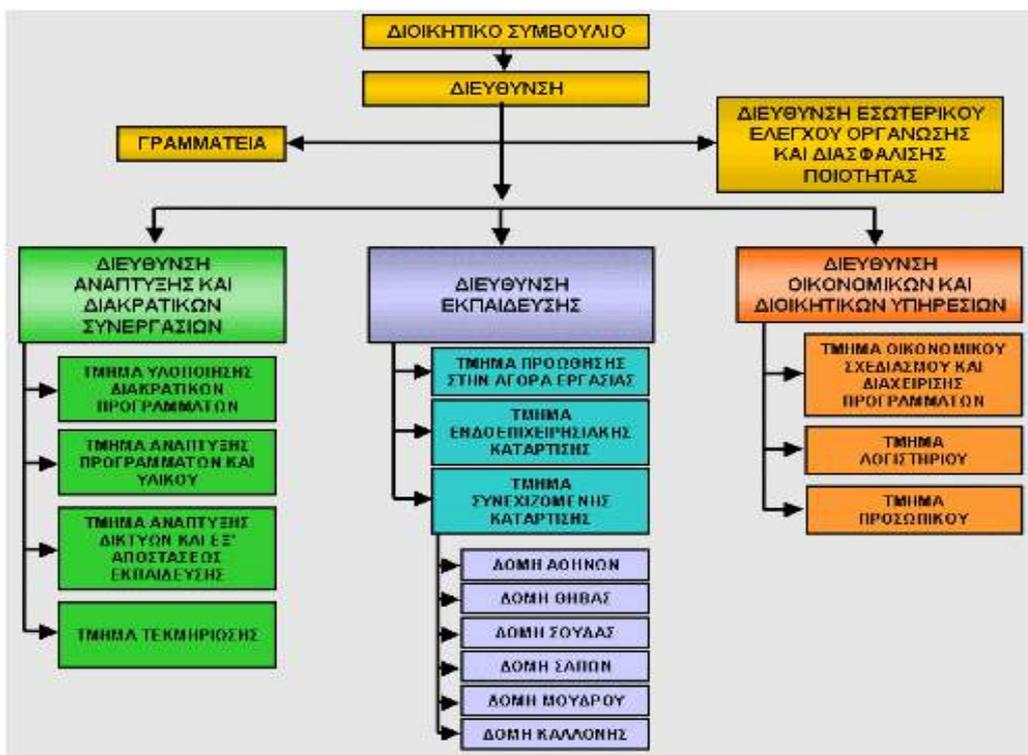 ΔΙΟΙΚΗΤΙΚΟ ΣΥΜΒΟΥΛΙΟ
ΔΙΕΥΘΥΝΣΗ
ΓΡΑΜΜΑΤΕΙΑ
ΔΙΕΥΘΥΝΣΗ ΕΣΩΤΕΡΙΚΟΥ
ΕΛΕΓΧΟΥ ΟΡΓΑΝΩΣΗΣ
ΚΑΙ ΔΙΑΣΦΑΛΙΣΗΣ
ΠΟΙΟΤΗΤΑΣ
ΔΙΕΥΘΥΝΣΗ
ΑΝΑΠΤΥΞΗΣ ΚΑΙ
ΔΙΑΚΡΑΤΙΚΩΝ
ΣΥΝΕΡΓΑΣΙΩΝ
ΤΜΗΜΑ ΥΛΟΠΟΙΗΣΗΣ
ΔΙΑΚΡΑΤΙΚΩΝ
ΠΡΟΓΡΑΜΜΑΤΩΝ
ΤΜΗΜΑ ΑΝΑΠΤΥΞΗΣ
ΠΡΟΓΡΑΜΜΑΤΩΝ ΚΑΙ
ΥΛΙΚΟΥ
ΤΜΗΜΑ ΑΝΑΠΤΥΞΗΣ
ΔΙΚΤΥΩΝ ΚΑΙ ΕΞ'
ΑΠΟΣΤΑΣΕΩΣ
ΕΚΠΑΙΔΕΥΣΗΣ
ΤΜΗΜΑ ΤΕΚΜΗΡΙΩΣΗΣ
ΔΙΕΥΘΥΝΣΗ
ΕΚΠΑΙΔΕΥΣΗΣ
ΤΜΗΜΑ ΠΡΟΩΘΗΣΗΣ
ΣΤΗΝ ΑΓΟΡΑ ΕΡΓΑΣΙΑΣ
ΤΜΗΜΑ
ΕΝΔΟΕΠΙΧΕΙΡΗΣΙΑΚΗΣ
ΚΑΤΑΡΤΙΣΗΣ
ΤΜΗΜΑ
ΣΥΝΕΧΙΖΟΜΕΝΗΣ
ΚΑΤΑΡΤΙΣΗΣ
ΔΟΜΗ ΑΘΗΝΩΝ
ΔΟΜΗ ΘΗΒΑΣ
ΔΟΜΗ ΣΟΥΔΑΣ
ΔΟΜΗ ΣΑΠΩΝ
ΔΟΜΗ ΜΟΥΔΡΟΥ
ΔΟΜΗ ΚΑΛΛΟΝΗΣ
ΔΙΕΥΘΥΝΣΗ
ΟΙΚΟΝΟΜΙΚΩΝ ΚΑΙ
ΔΙΟΙΚΗΤΙΚΩΝ ΥΠΗΡΕΣΙΩΝ
ΤΜΗΜΑ ΟΙΚΟΝΟΜΙΚΟΥ
ΣΧΕΔΙΑΣΜΟΥ ΚΑΙ
ΔΙΑΧΕΙΡΙΣΗΣ
ΠΡΟΓΡΑΜΜΑΤΩΝ
ΤΜΗΜΑ
ΛΟΓΙΣΤΗΡΙΟΥ
ΤΜΗΜΑ
ΠΡΟΣΩΠΙΚΟΥ